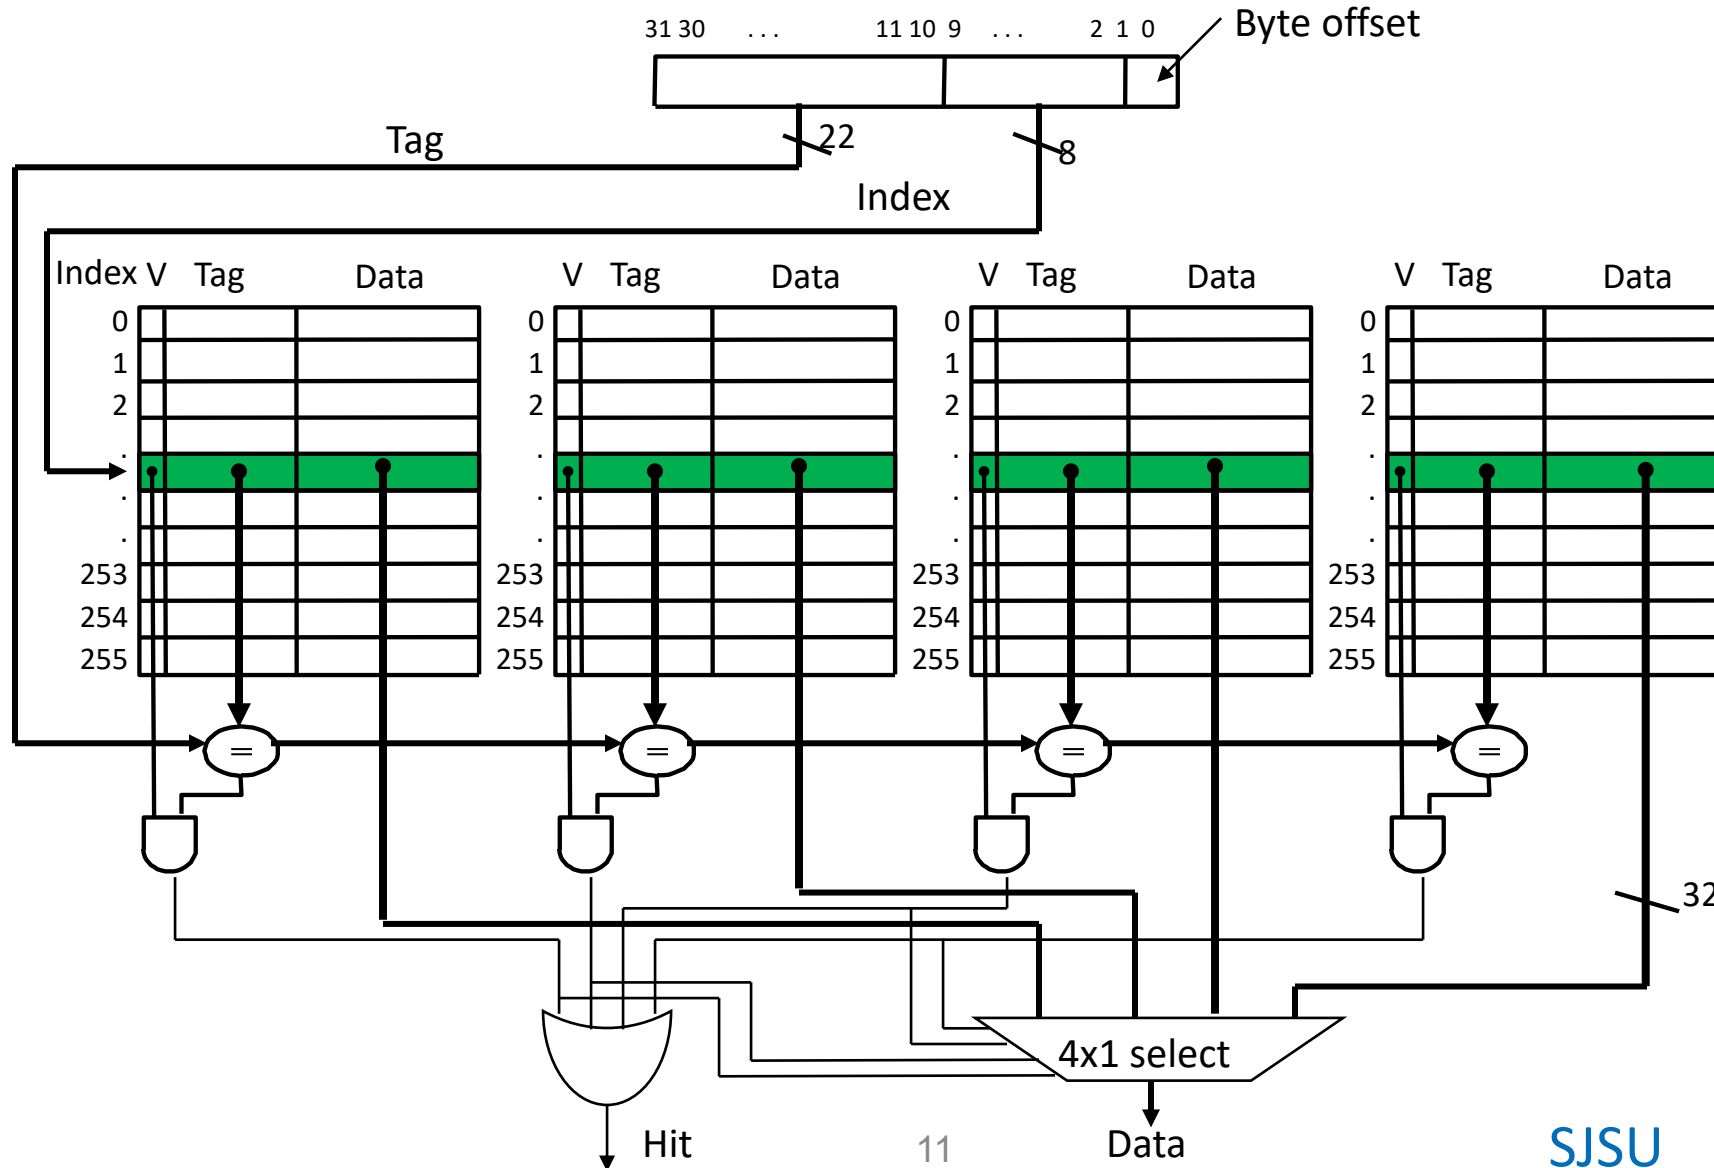 Byte offset
31 30 ... 11 10 9 ... 2 1 0
Tag
22
8
Index
Index V Tag Data V Tag Data V Tag Data V Tag Data
0 0 0 0
1 1 1 1
2 2 2 2
. . . .
. . . .
. . . .
253 253 253 253
254 254 254 254
255 255 255 255
= = = =
32
4x1 select
Hit
11
Data
SJSU